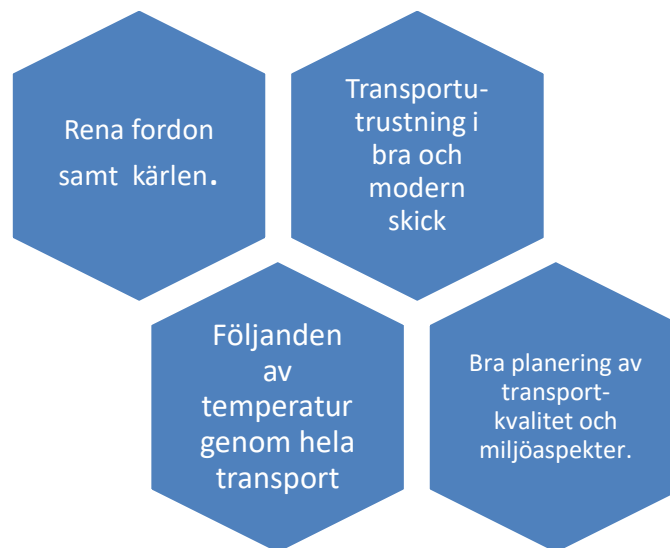 Rena fordon
samt kärlen.
Transportu-
trustning i
bra och
modern
skick
Följanden
av
temperatur
genom hela
transport
Bra planering av
transport-
kvalitet och
miljöaspekter.